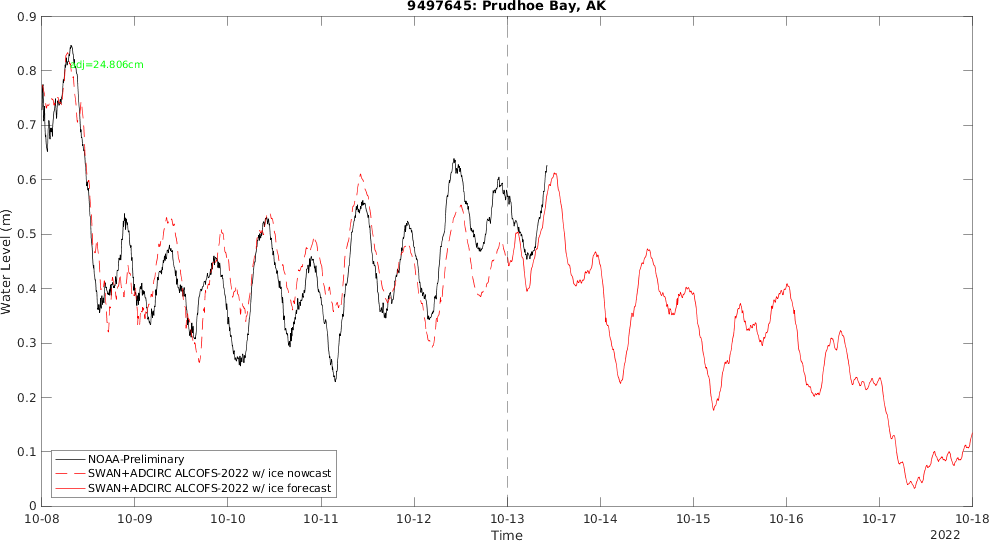 9497645: Prudhoe Bay, AK
Water Level (m)
0.9
0.8
0.7
0.6
0.5
0.4
0.3
0.2
0.1
0
adj=24.806cm
NOAA-Preliminary
SWAN+ADCIRC ALCOFS-2022 w/ ice nowcast
SWAN+ADCIRC ALCOFS-2022 w/ ice forecast
10-08 10-09 10-10 10-11 10-12 10-13 10-14 10-15 10-16 10-17 10-18
Time
2022